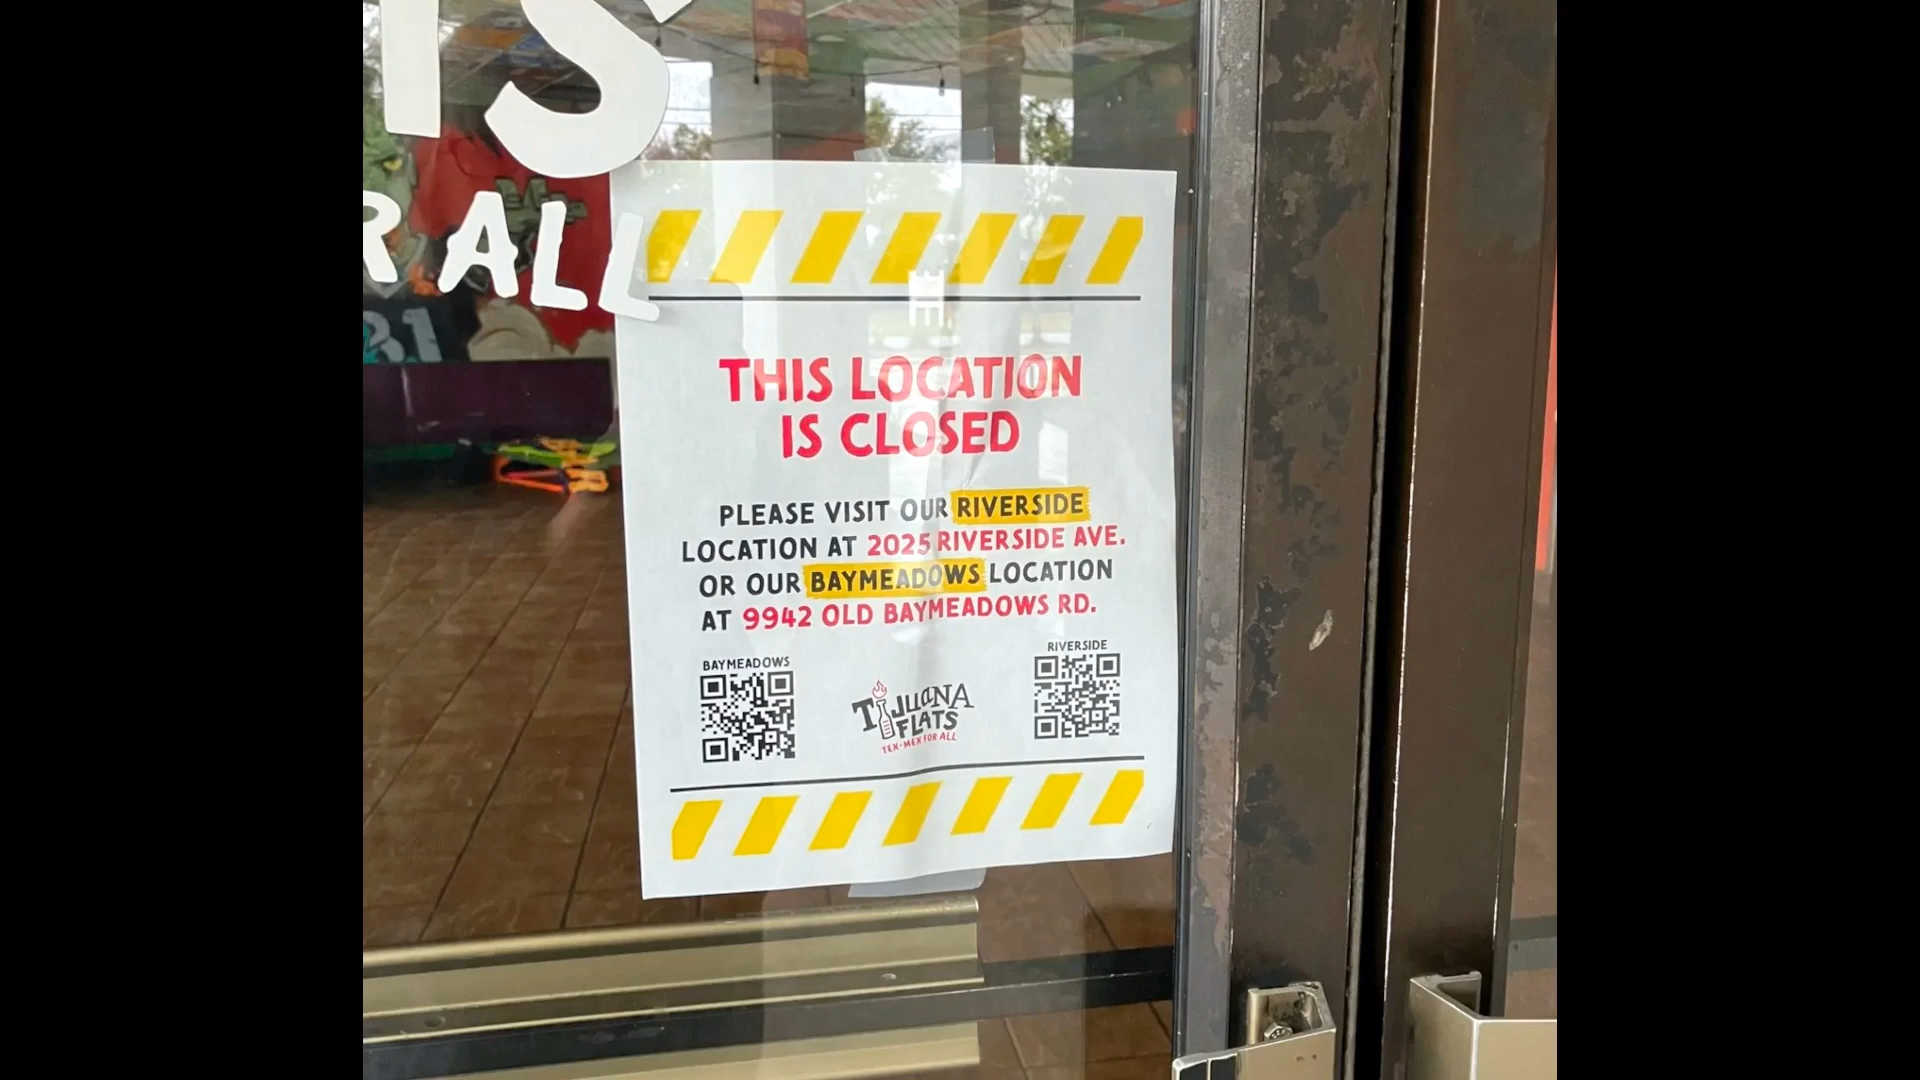 TS
R ALL
THIS LOCATION
IS CLOSED
PLEASE VISIT OUR RIVERSIDE
LOCATION AT 2025 RIVERSIDE AVE.
OR OUR BAYMEADOWS LOCATION
AT 9942 OLD BAYMEADOWS RD.
BAYMEADOWS
RIVERSIDE
TIJUANA
FLATS
TEX-MEX FOR ALL